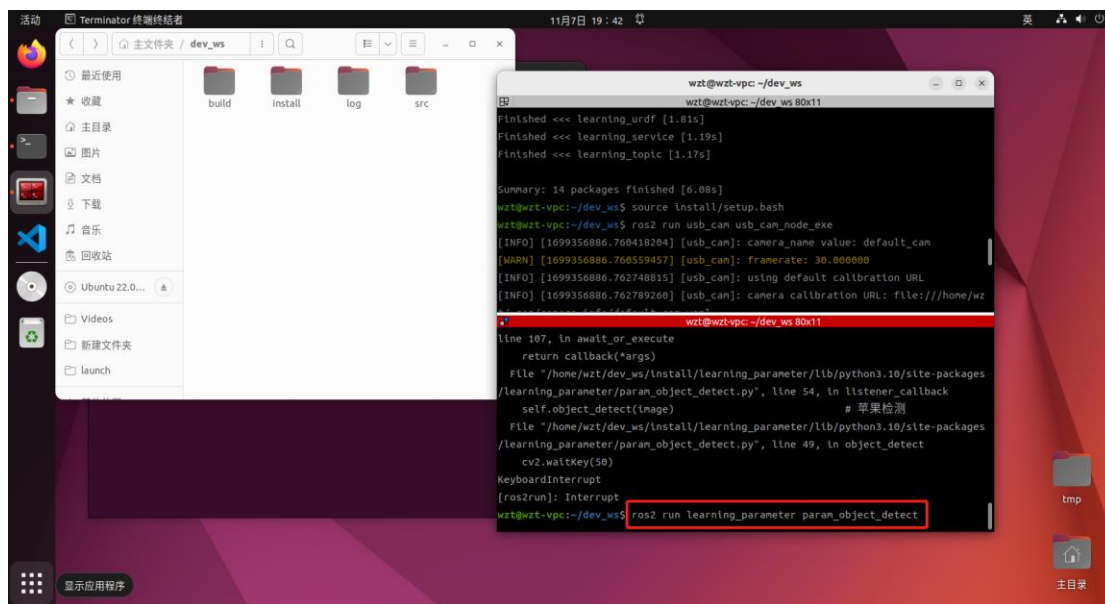 活动
Terminator 终端终结者
11月7日 19：42
英
主文件夹 / dev_ws
最近使用
收藏
主目录
图片
文档
下载
音乐
回收站
Ubuntu 22.0...
Videos
新建文件夹
launch
build
install
log
src
wzt@wzt-vpc: ~/dev_ws
wzt@wzt-vpc: ~/dev_ws 80x11
Finished <<< learning_urdf [1.81s]
Finished <<< learning_service [1.19s]
Finished <<< learning_topic [1.17s]
Summary: 14 packages finished [6.08s]
wzt@wzt-vpc:~/dev_ws$ source install/setup.bash
wzt@wzt-vpc:~/dev_ws$ ros2 run usb_cam usb_cam_node_exe
[INFO] [1699356886.760418204] [usb_cam]: camera_name value: default_cam
[WARN] [1699356886.760559457] [usb_cam]: framerate: 30.000000
[INFO] [1699356886.762748815] [usb_cam]: using default calibration URL
[INFO] [1699356886.762789260] [usb_cam]: camera calibration URL: file:///home/wz
wzt@wzt-vpc: ~/dev_ws 80x11
line 107, in await_or_execute
return callback(*args)
File "/home/wzt/dev_ws/install/learning_parameter/lib/python3.10/site-packages
/learning_parameter/param_object_detect.py", line 54, in listener_callback
self.object_detect(image) # 苹果检测
File "/home/wzt/dev_ws/install/learning_parameter/lib/python3.10/site-packages
/learning_parameter/param_object_detect.py", line 49, in object_detect
cv2.waitKey(50)
KeyboardInterrupt
[ros2run]: Interrupt
wzt@wzt-vpc:~/dev_ws$ ros2 run learning_parameter param_object_detect
tmp
主目录
显示应用程序